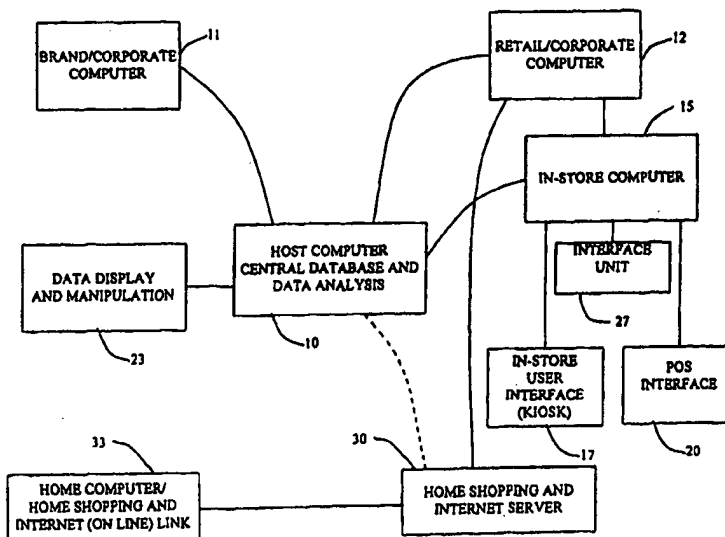 11
BRAND/CORPORATE
COMPUTER
RETAIL/CORPORATE
COMPUTER
12
15
IN-STORE COMPUTER
HOST COMPUTER
CENTRAL DATABASE AND
DATA ANALYSIS
10
DATA DISPLAY
AND MANIPULATION
23
INTERFACE
UNIT
27
IN-STORE
USER
INTERFACE
(KIOSK)
17
POS
INTERFACE
20
33
HOME COMPUTER/
HOME SHOPPING AND
INTERNET (ON LINE) LINK
30
HOME SHOPPING AND
INTERNET SERVER